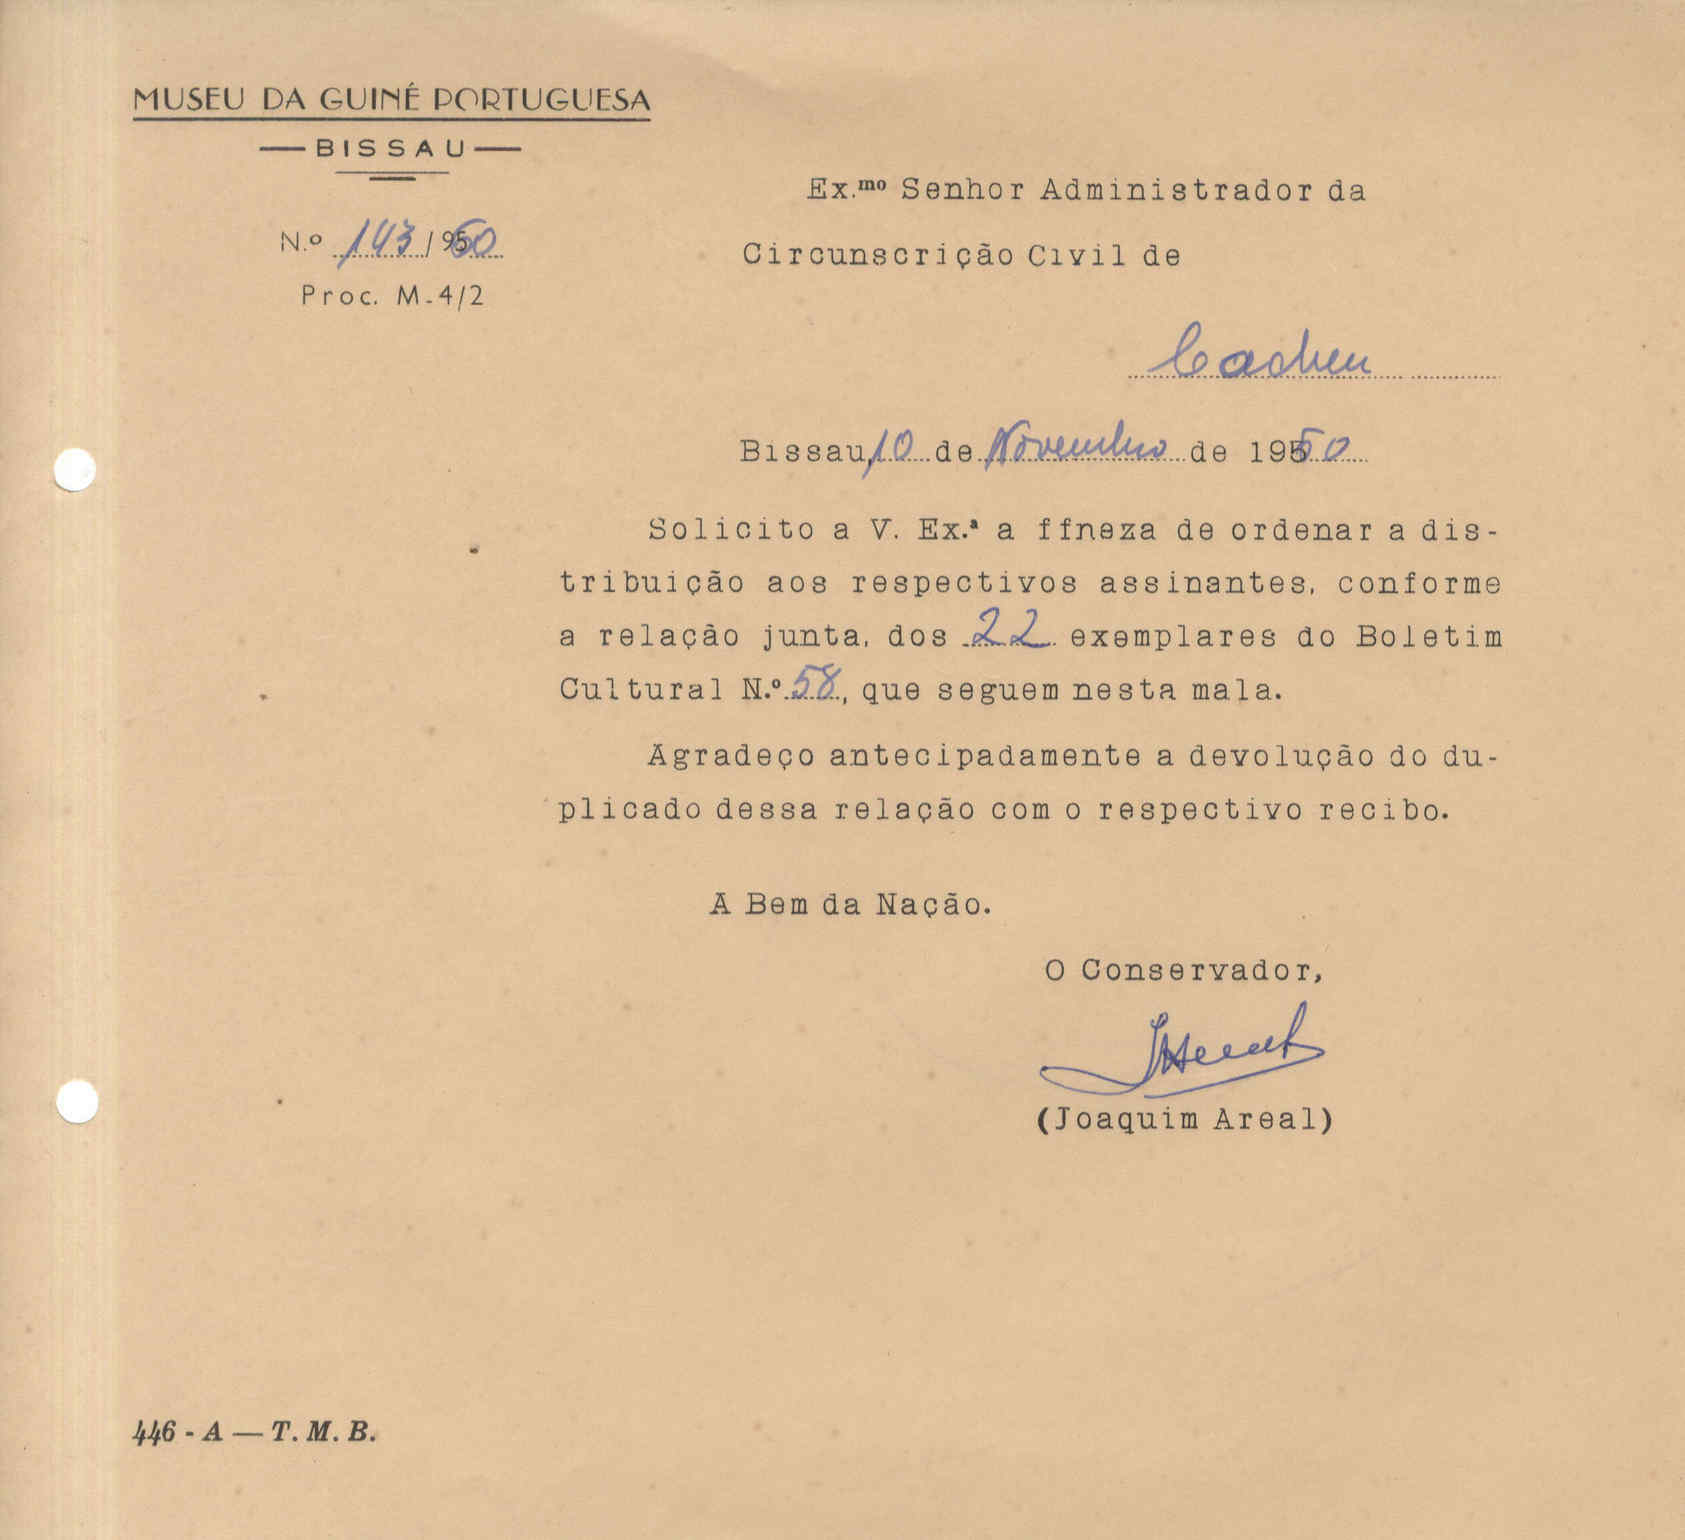 MUSEU DA GUINÉ PORTUGUESA
— BISSAU —
N.º 143/960
Proc. M-4/2
Ex.mo Senhor Administrador da
Circunscrição Civil de
Cacheu
Bissau, 10 de Novembro de 1960
Solicito a V. Ex.ª a ffneza de ordenar a dis-
tribuição aos respectivos assinantes, conforme
a relação junta, dos 22 exemplares do Boletim
Cultural N.º 58, que seguem nesta mala.
Agradeço antecipadamente a devolução do du-
plicado dessa relação com o respectivo recibo.
A Bem da Nação.
O Conservador,
(Joaquim Areal)
446 - A — T. M. B.